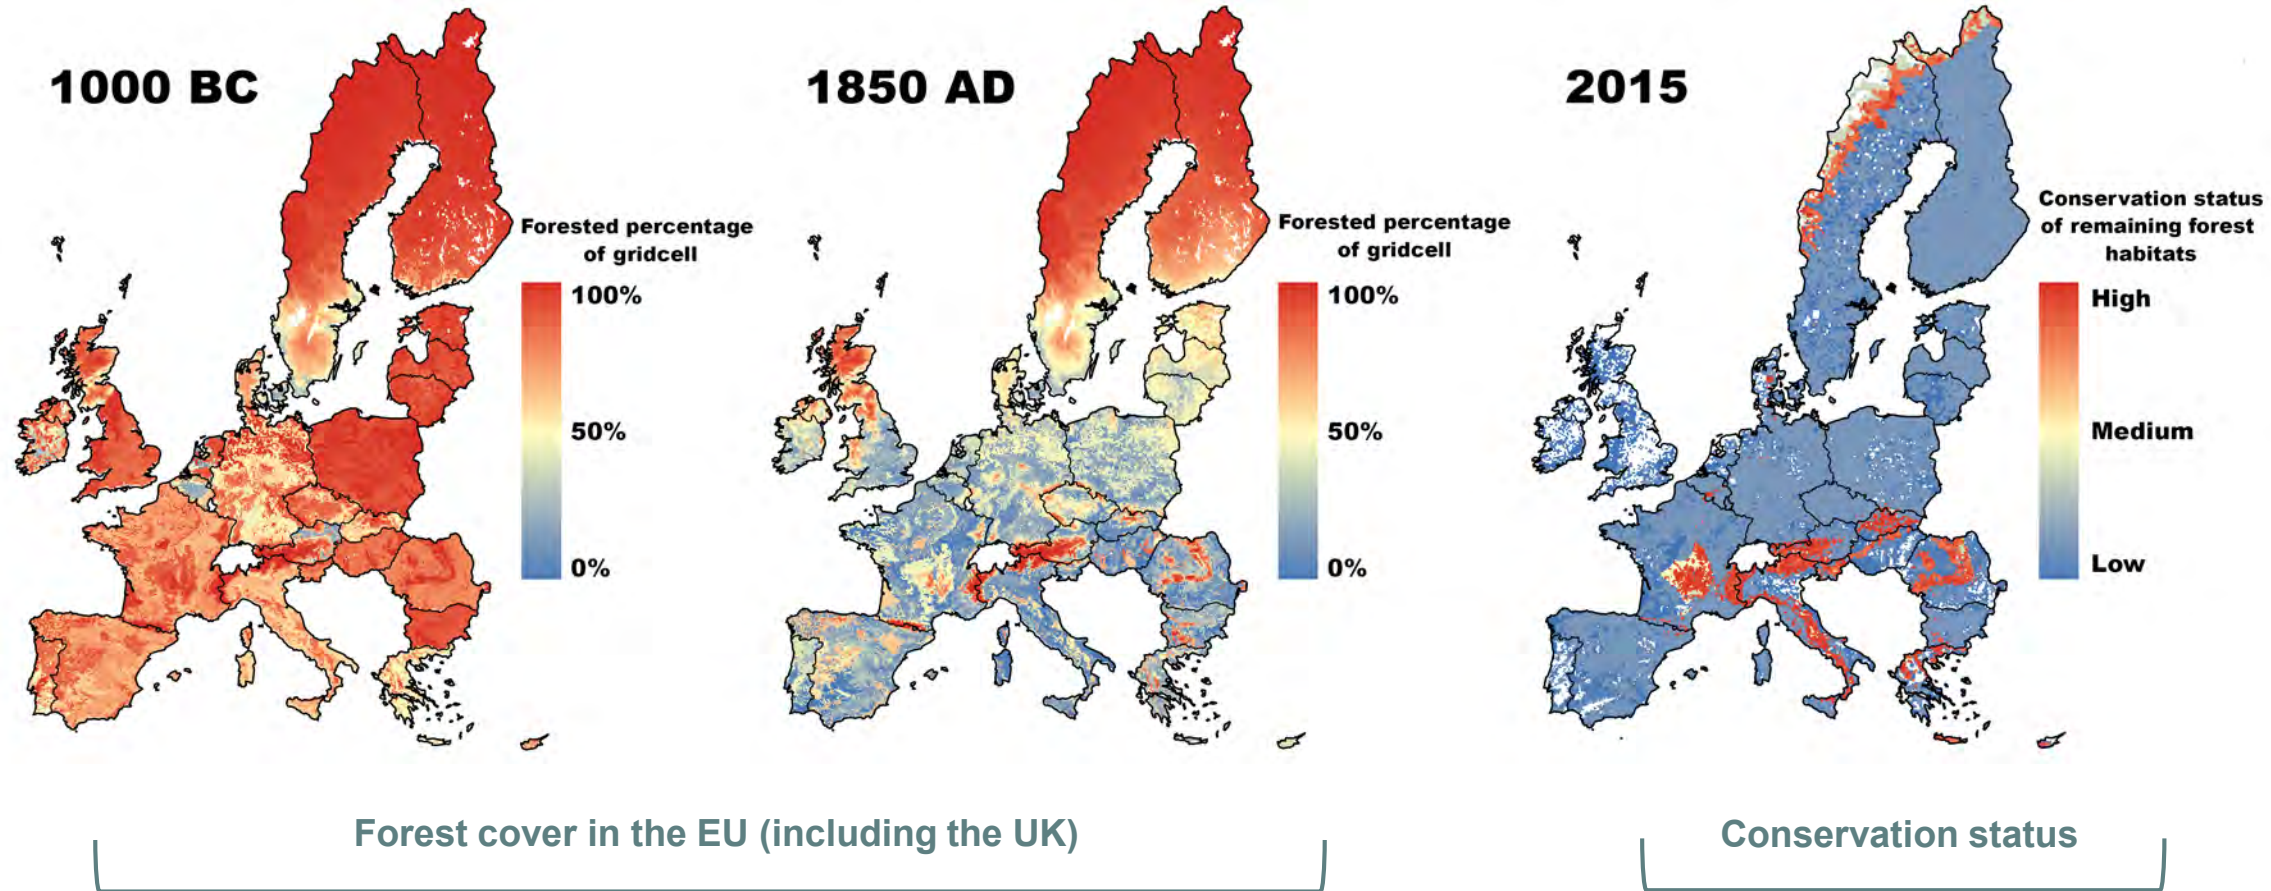 1000 BC
Forested percentage
of gridcell
100%
50%
0%
1850 AD
Forested percentage
of gridcell
100%
50%
0%
2015
Conservation status
of remaining forest
habitats
High
Medium
Low
Forest cover in the EU (including the UK)
Conservation status